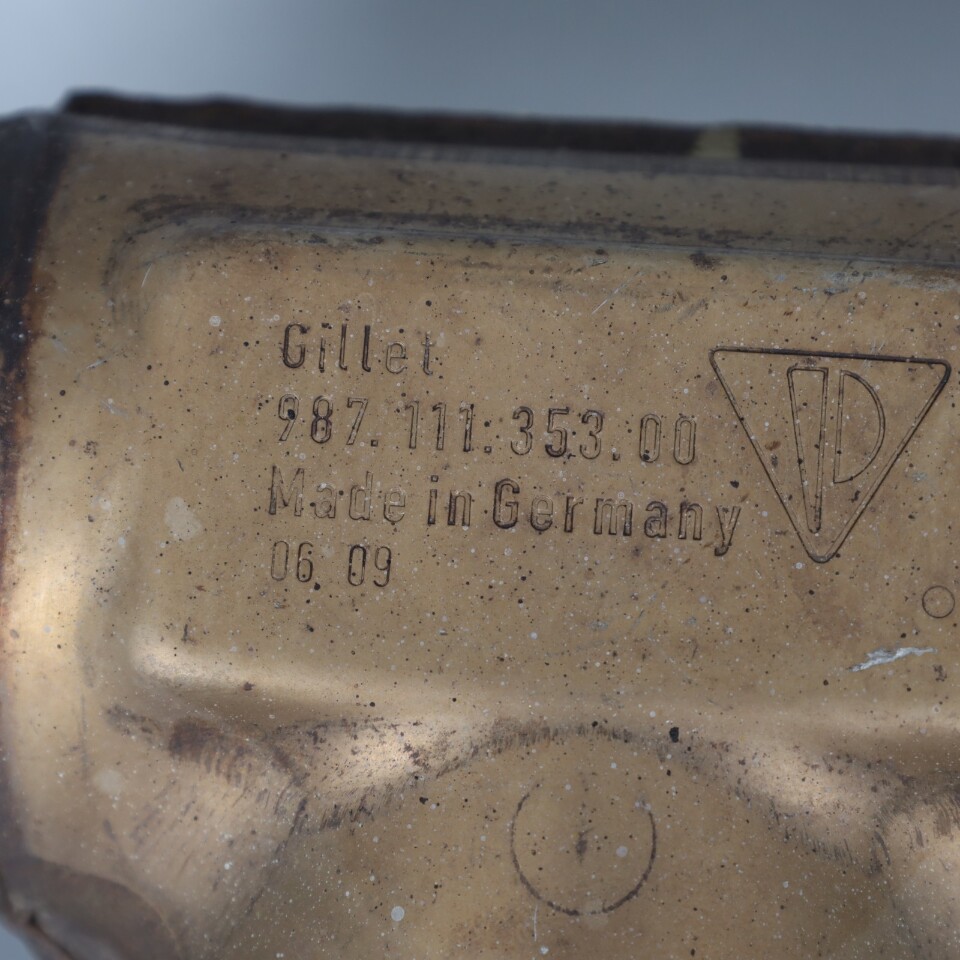 Gillet
987.111.353.00
Made in Germany
06 09